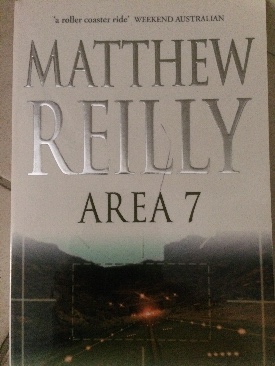 'a roller coaster ride' WEEKEND AUSTRALIAN
MATTHEW
REILLY
AREA 7